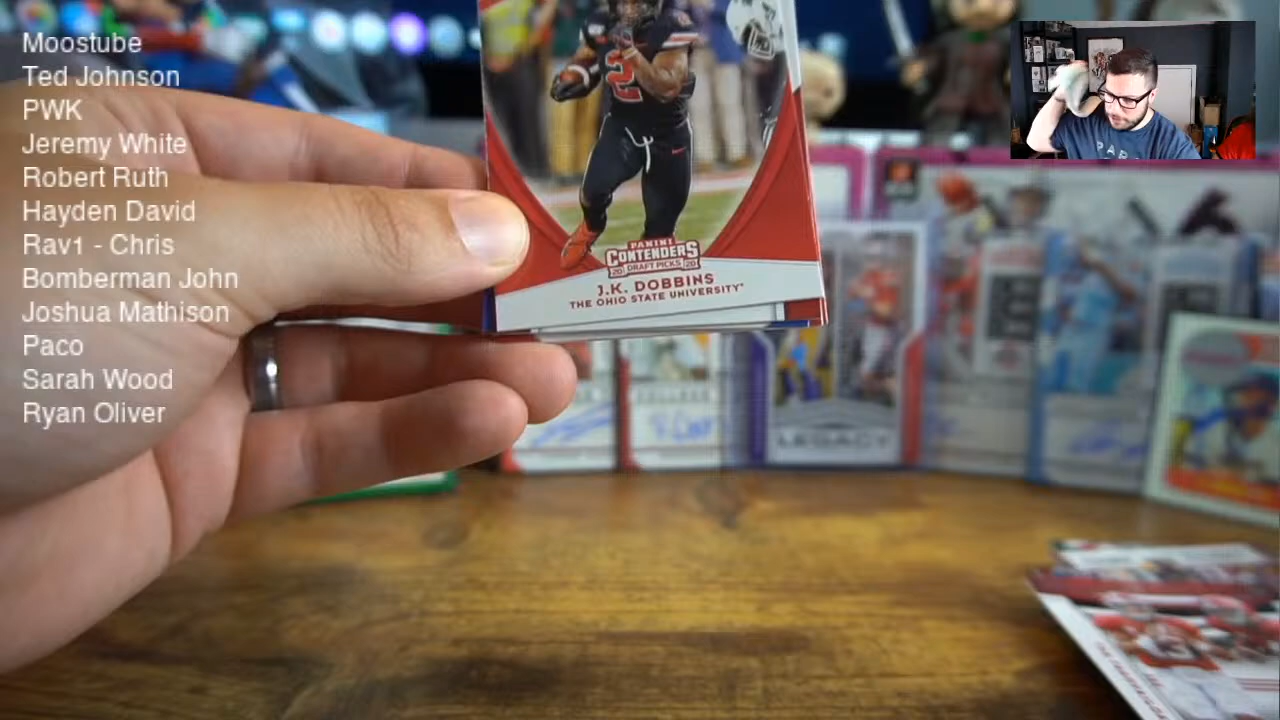 Moostube
Ted Johnson
PWK
Jeremy White
Robert Ruth
Hayden David
Rav1 - Chris
Bomberman John
Joshua Mathison
Paco
Sarah Wood
Ryan Oliver
2
PANINI
CONTENDERS
20 DRAFT PICKS 20
J.K. DOBBINS
THE OHIO STATE UNIVERSITY
LEGACY